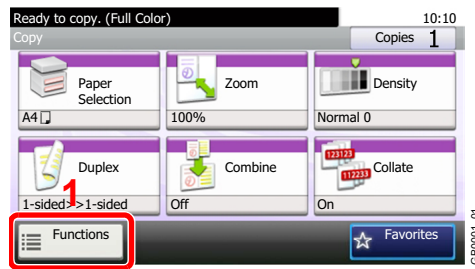 Ready to copy. (Full Color) 10:10
Copy Copies 1
Paper
Selection
Zoom
Density
A4 100% Normal 0
123123
112233
Duplex Combine Collate
1
1-sided>>1-sided Off On
Functions Favorites